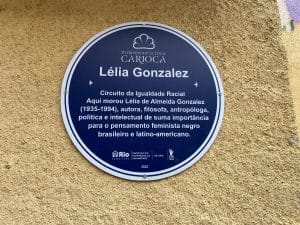 PATRIMÔNIO CULTURAL
CARIOCA
Lélia Gonzalez
Circuito da Igualdade Racial
Aqui morou Lélia de Almeida Gonzalez
(1935-1994), autora, filósofa, antropóloga,
política e intelectual de suma importância
para o pensamento feminista negro
brasileiro e latino-americano.
Rio